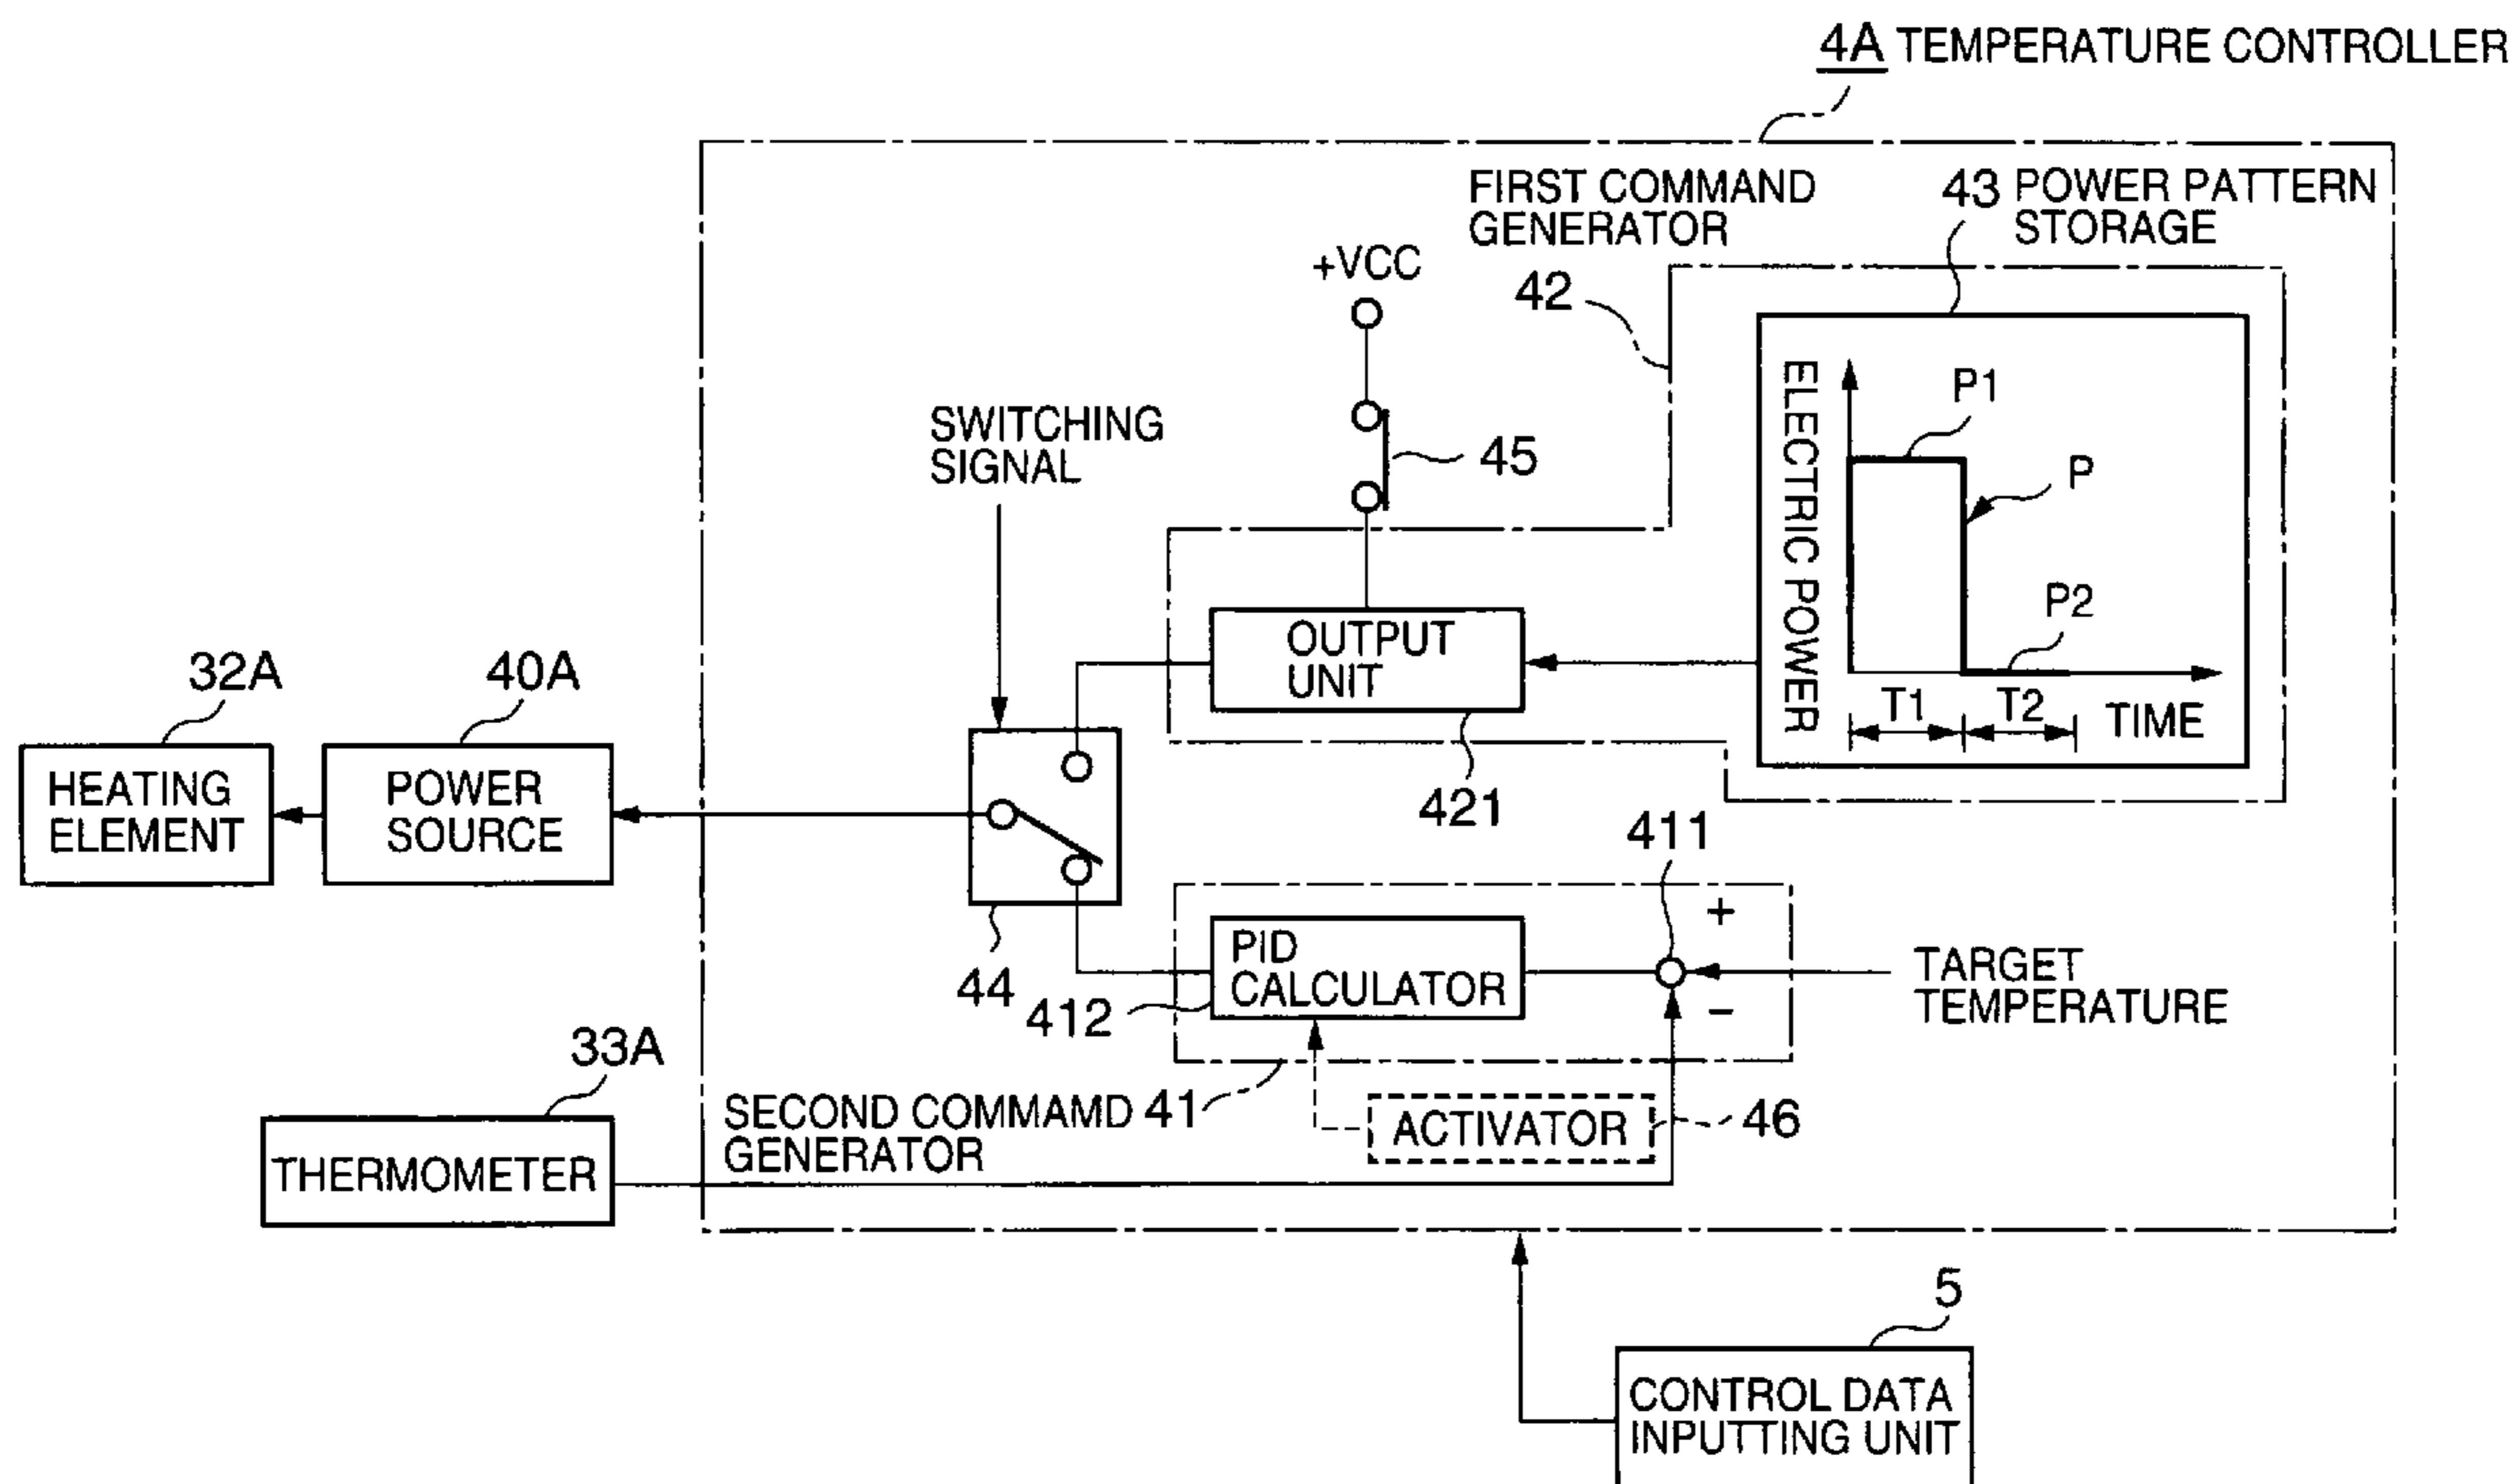 4A TEMPERATURE CONTROLLER
FIRST COMMAND
GENERATOR
42
43 POWER PATTERN
STORAGE
+VCC
45
SWITCHING
SIGNAL
ELECTRIC POWER
P1
P
P2
T1
T2
TIME
OUTPUT
UNIT
421
32A
HEATING
ELEMENT
40A
POWER
SOURCE
44
411
+
-
PID
CALCULATOR
412
TARGET
TEMPERATURE
33A
THERMOMETER
SECOND COMMAMD 41
GENERATOR
ACTIVATOR
46
5
CONTROL DATA
INPUTTING UNIT